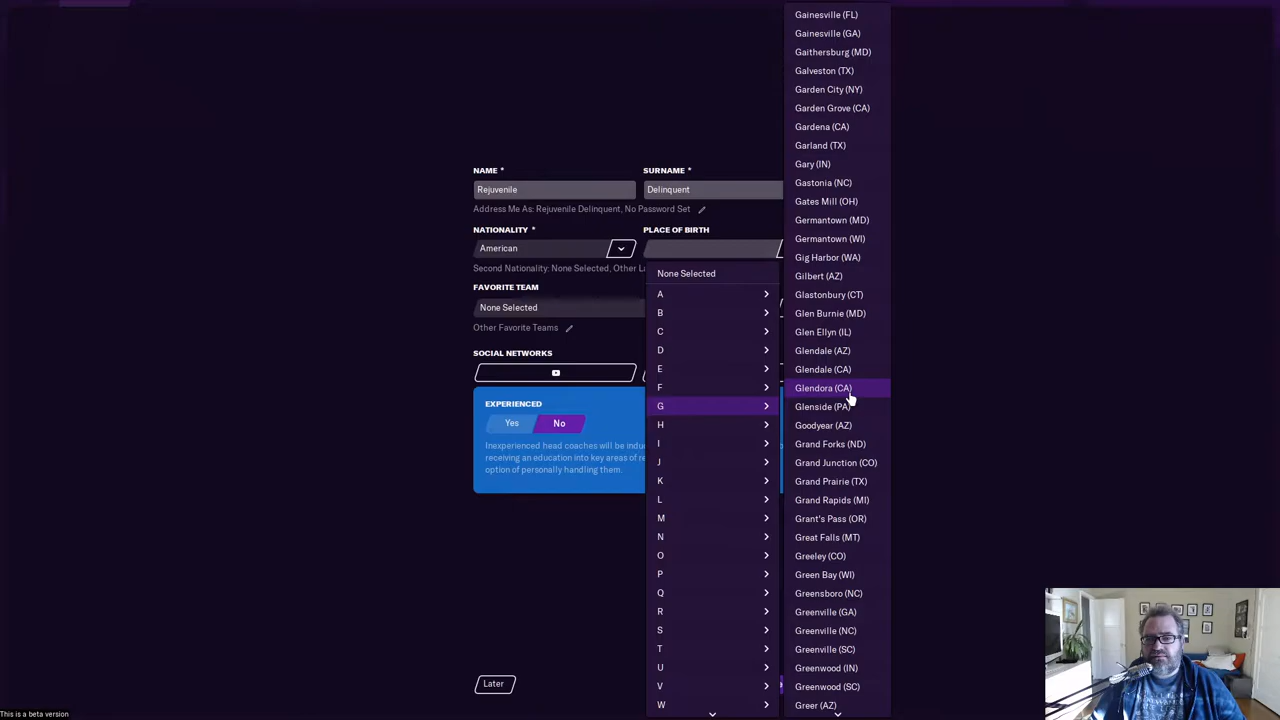 NAME *
Rejuvenile
SURNAME *
Delinquent
Address Me As: Rejuvenile Delinquent, No Password Set
NATIONALITY *
American
PLACE OF BIRTH
Second Nationality: None Selected, Other La
FAVORITE TEAM
None Selected
Other Favorite Teams
SOCIAL NETWORKS
EXPERIENCED
Yes
No
Inexperienced head coaches will be indu
receiving an education into key areas of re
option of personally handling them.
Later
None Selected
A
B
C
D
E
F
G
H
I
J
K
L
M
N
O
P
Q
R
S
T
U
V
W
Gainesville (FL)
Gainesville (GA)
Gaithersburg (MD)
Galveston (TX)
Garden City (NY)
Garden Grove (CA)
Gardena (CA)
Garland (TX)
Gary (IN)
Gastonia (NC)
Gates Mill (OH)
Germantown (MD)
Germantown (WI)
Gig Harbor (WA)
Gilbert (AZ)
Glastonbury (CT)
Glen Burnie (MD)
Glen Ellyn (IL)
Glendale (AZ)
Glendale (CA)
Glendora (CA)
Glenside (PA)
Goodyear (AZ)
Grand Forks (ND)
Grand Junction (CO)
Grand Prairie (TX)
Grand Rapids (MI)
Grant's Pass (OR)
Great Falls (MT)
Greeley (CO)
Green Bay (WI)
Greensboro (NC)
Greenville (GA)
Greenville (NC)
Greenville (SC)
Greenwood (IN)
Greenwood (SC)
Greer (AZ)
This is a beta version